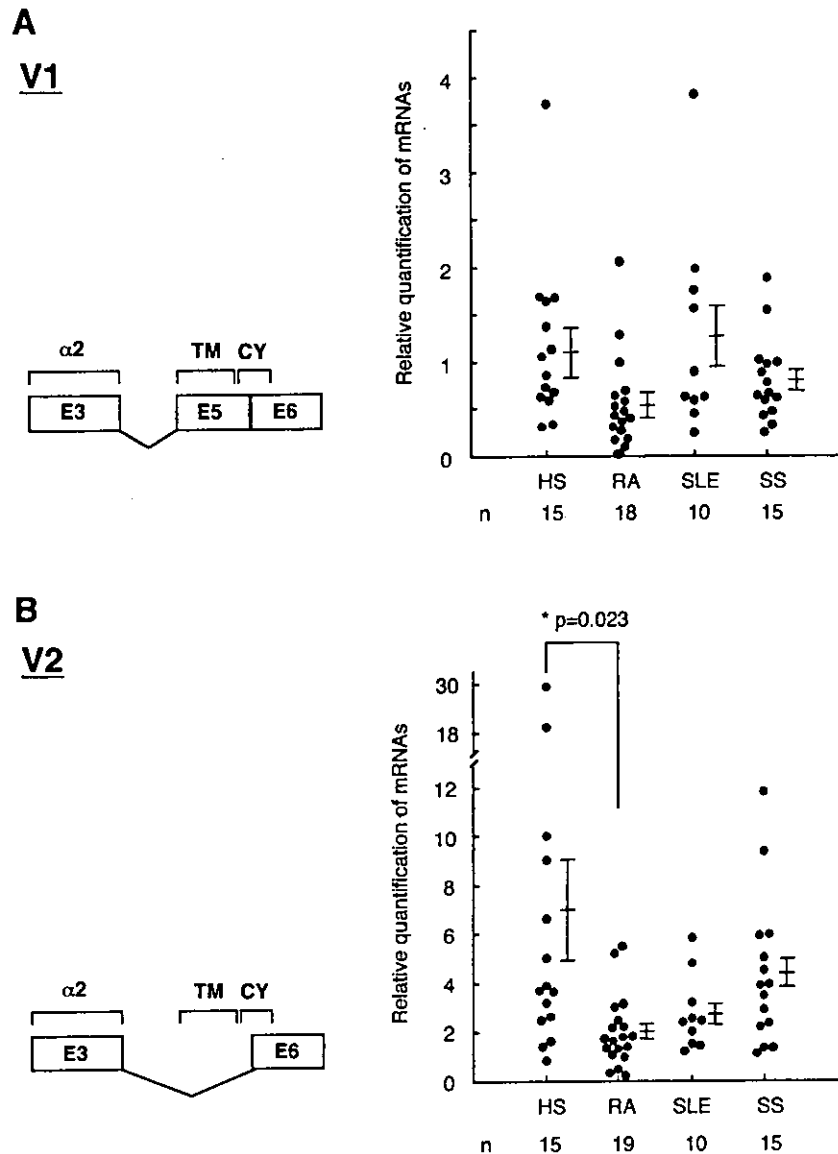 A
V1
α2 TM CY
E3 E5 E6
Relative quantification of mRNAs
4
3
2
1
0
HS RA SLE SS
n 15 18 10 15
B
V2
α2 TM CY
E3 E6
* p=0.023
Relative quantification of mRNAs
30
18
12
10
8
6
4
2
0
HS RA SLE SS
n 15 19 10 15